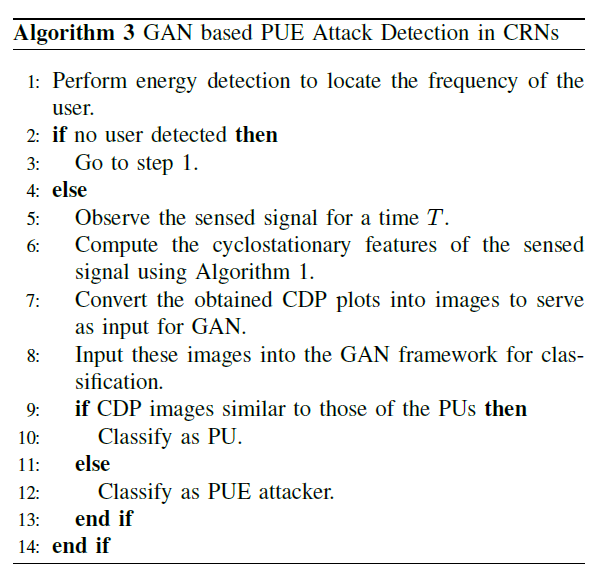 Algorithm 3 GAN based PUE Attack Detection in CRNs
1: Perform energy detection to locate the frequency of the
user.
2: if no user detected then
3: Go to step 1.
4: else
5: Observe the sensed signal for a time T.
6: Compute the cyclostationary features of the sensed
signal using Algorithm 1.
7: Convert the obtained CDP plots into images to serve
as input for GAN.
8: Input these images into the GAN framework for clas-
sification.
9: if CDP images similar to those of the PUs then
10: Classify as PU.
11: else
12: Classify as PUE attacker.
13: end if
14: end if